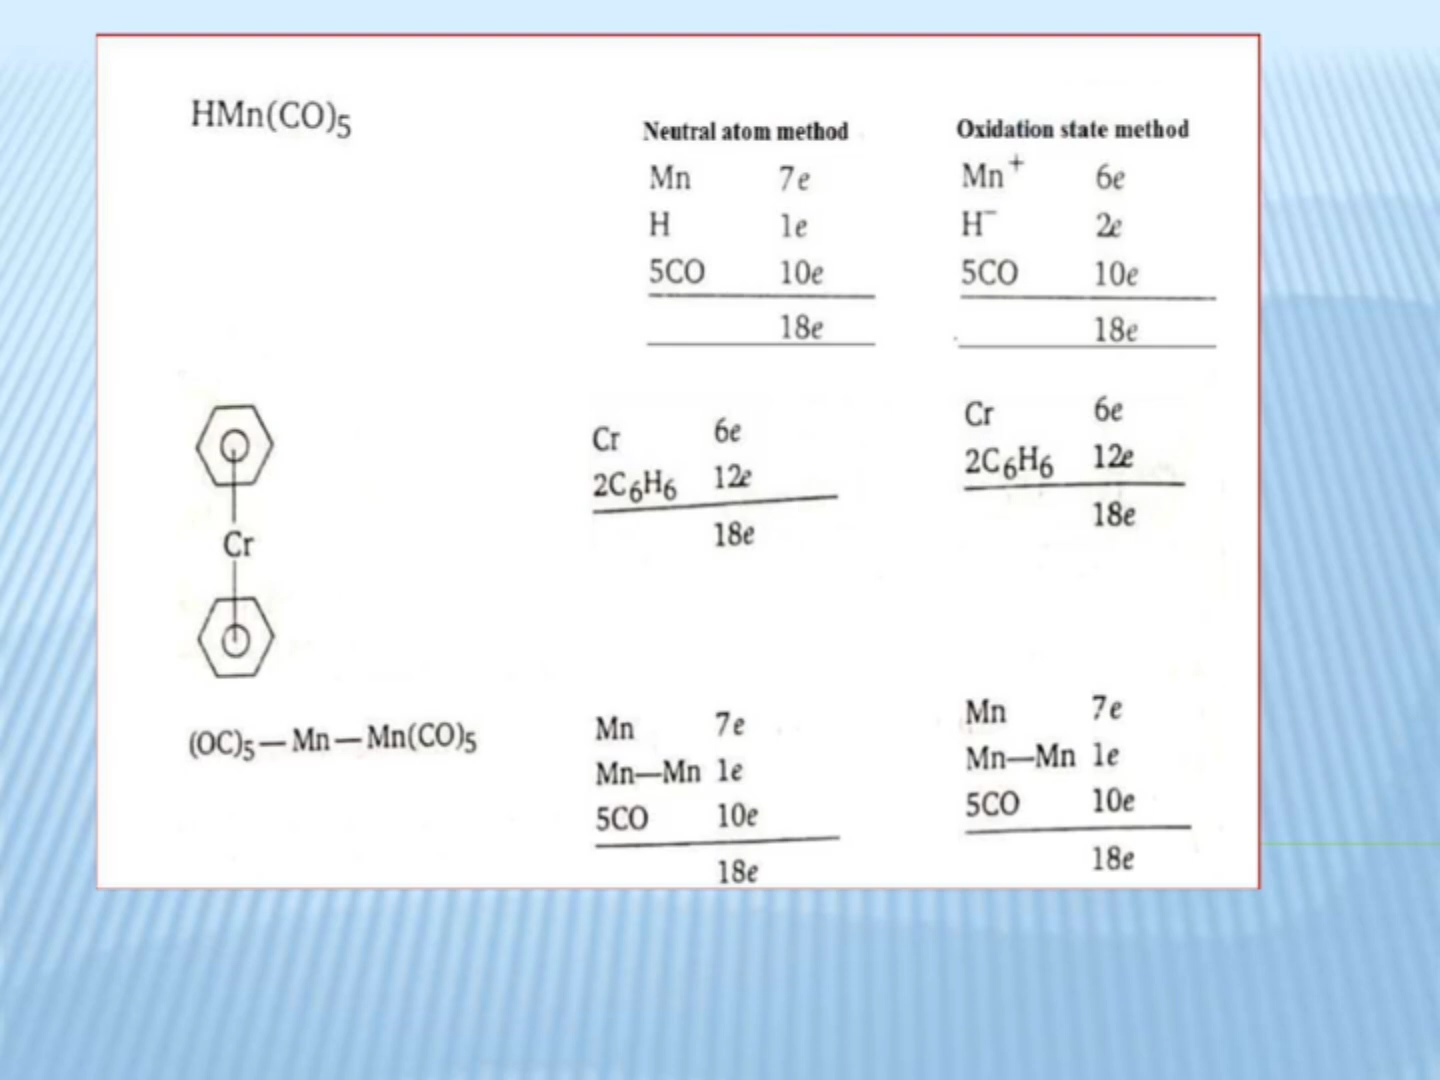 HMn(CO)5
Neutral atom method Oxidation state method
Mn 7e Mn⁺ 6e
H 1e H⁻ 2e
5CO 10e 5CO 10e
18e 18e
Cr 6e Cr 6e
2C6H6 12e 2C6H6 12e
18e 18e
Cr
(OC)5—Mn—Mn(CO)5
Mn 7e Mn 7e
Mn—Mn 1e Mn—Mn 1e
5CO 10e 5CO 10e
18e 18e